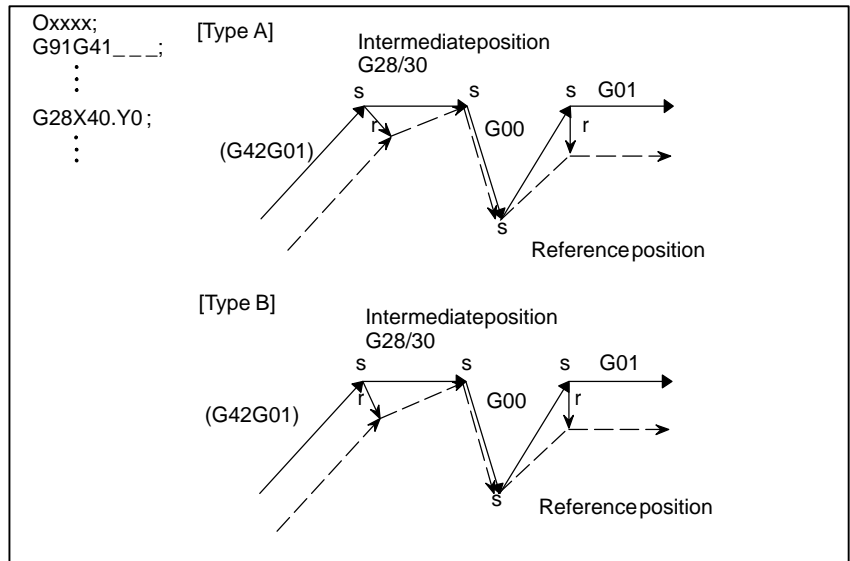 Oxxxx;
G91G41_ _ _;
G28X40.Y0 ;
[Type A]
Intermediateposition
G28/30
s
s
s
G01
r
G00
r
(G42G01)
s
Referenceposition
[Type B]
Intermediateposition
G28/30
s
s
s
G01
r
G00
r
(G42G01)
s
Referenceposition